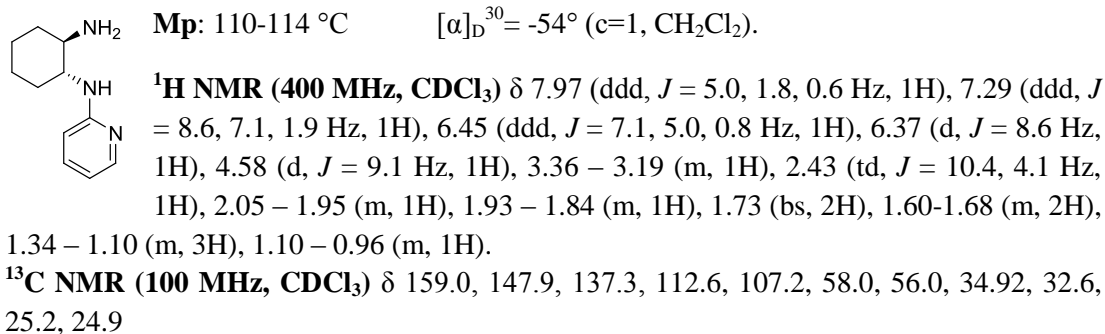 NH₂
NH
N
Mp: 110-114 °C [α]D³⁰= -54° (c=1, CH₂Cl₂).
¹H NMR (400 MHz, CDCl₃) δ 7.97 (ddd, J = 5.0, 1.8, 0.6 Hz, 1H), 7.29 (ddd, J
= 8.6, 7.1, 1.9 Hz, 1H), 6.45 (ddd, J = 7.1, 5.0, 0.8 Hz, 1H), 6.37 (d, J = 8.6 Hz,
1H), 4.58 (d, J = 9.1 Hz, 1H), 3.36 – 3.19 (m, 1H), 2.43 (td, J = 10.4, 4.1 Hz,
1H), 2.05 – 1.95 (m, 1H), 1.93 – 1.84 (m, 1H), 1.73 (bs, 2H), 1.60-1.68 (m, 2H),
1.34 – 1.10 (m, 3H), 1.10 – 0.96 (m, 1H).
¹³C NMR (100 MHz, CDCl₃) δ 159.0, 147.9, 137.3, 112.6, 107.2, 58.0, 56.0, 34.92, 32.6,
25.2, 24.9